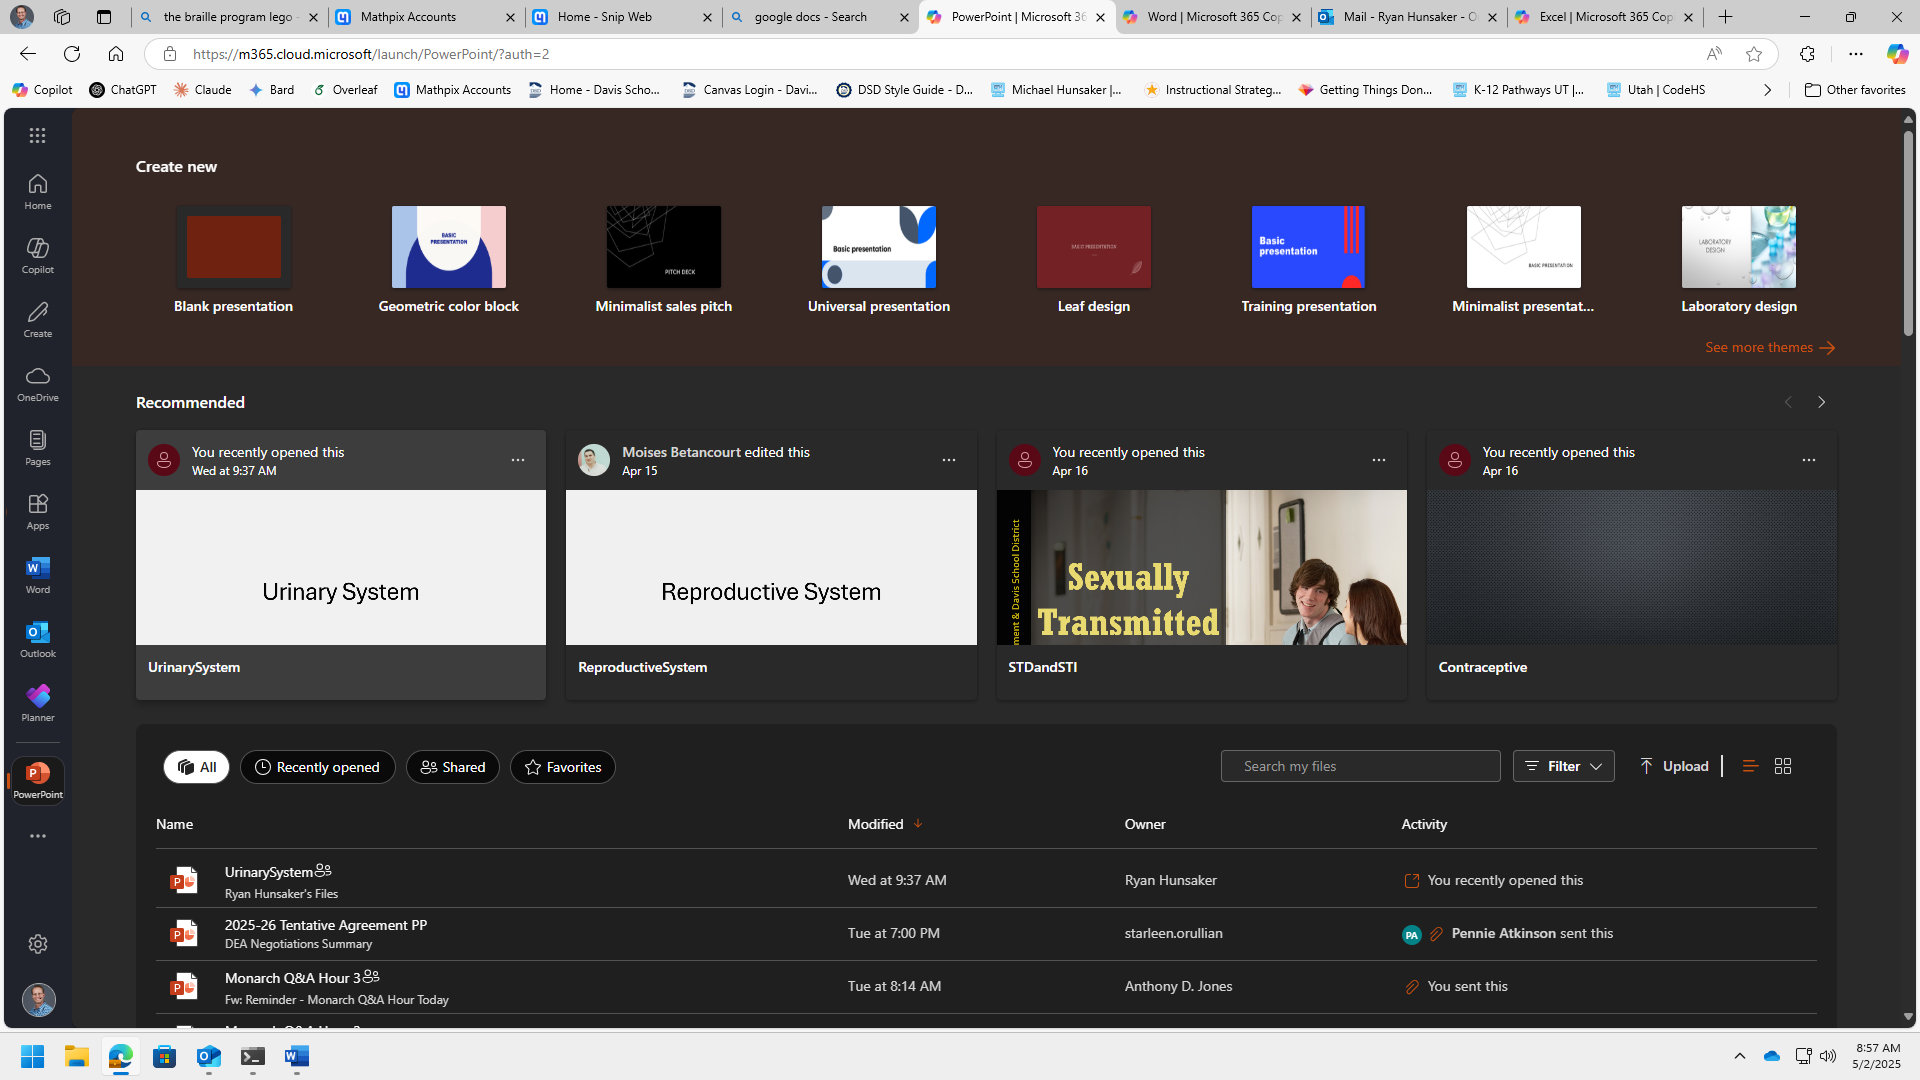 the braille program lego -
Mathpix Accounts
Home - Snip Web
google docs - Search
PowerPoint | Microsoft 36
Word | Microsoft 365 Cop
Mail - Ryan Hunsaker - O
Excel | Microsoft 365 Cop
https://m365.cloud.microsoft/launch/PowerPoint/?auth=2
Copilot
ChatGPT
Claude
Bard
Overleaf
Mathpix Accounts
Home - Davis Scho...
Canvas Login - Davi...
DSD Style Guide - D...
Michael Hunsaker |...
Instructional Strateg...
Getting Things Don...
K-12 Pathways UT |...
Utah | CodeHS
Other favorites
Home
Copilot
Create
OneDrive
Pages
Apps
Word
Outlook
Planner
PowerPoint
Create new
BASIC
PRESENTATION
PITCH DECK
Basic presentation
BASIC PRESENTATION
Basic
presentation
BASIC PRESENTATION
LABORATORY
DESIGN
Blank presentation
Geometric color block
Minimalist sales pitch
Universal presentation
Leaf design
Training presentation
Minimalist presentat...
Laboratory design
See more themes
Recommended
You recently opened this
Wed at 9:37 AM
Urinary System
UrinarySystem
Moises Betancourt edited this
Apr 15
Reproductive System
ReproductiveSystem
You recently opened this
Apr 16
ment & Davis School District
Sexually
Transmitted
STDandSTI
You recently opened this
Apr 16
Contraceptive
All
Recently opened
Shared
Favorites
Search my files
Filter
Upload
Name
Modified
Owner
Activity
UrinarySystem
Ryan Hunsaker's Files
Wed at 9:37 AM
Ryan Hunsaker
You recently opened this
2025-26 Tentative Agreement PP
DEA Negotiations Summary
Tue at 7:00 PM
starleen.orullian
PA
Pennie Atkinson sent this
Monarch Q&A Hour 3
Fw: Reminder - Monarch Q&A Hour Today
Tue at 8:14 AM
Anthony D. Jones
You sent this
8:57 AM
5/2/2025